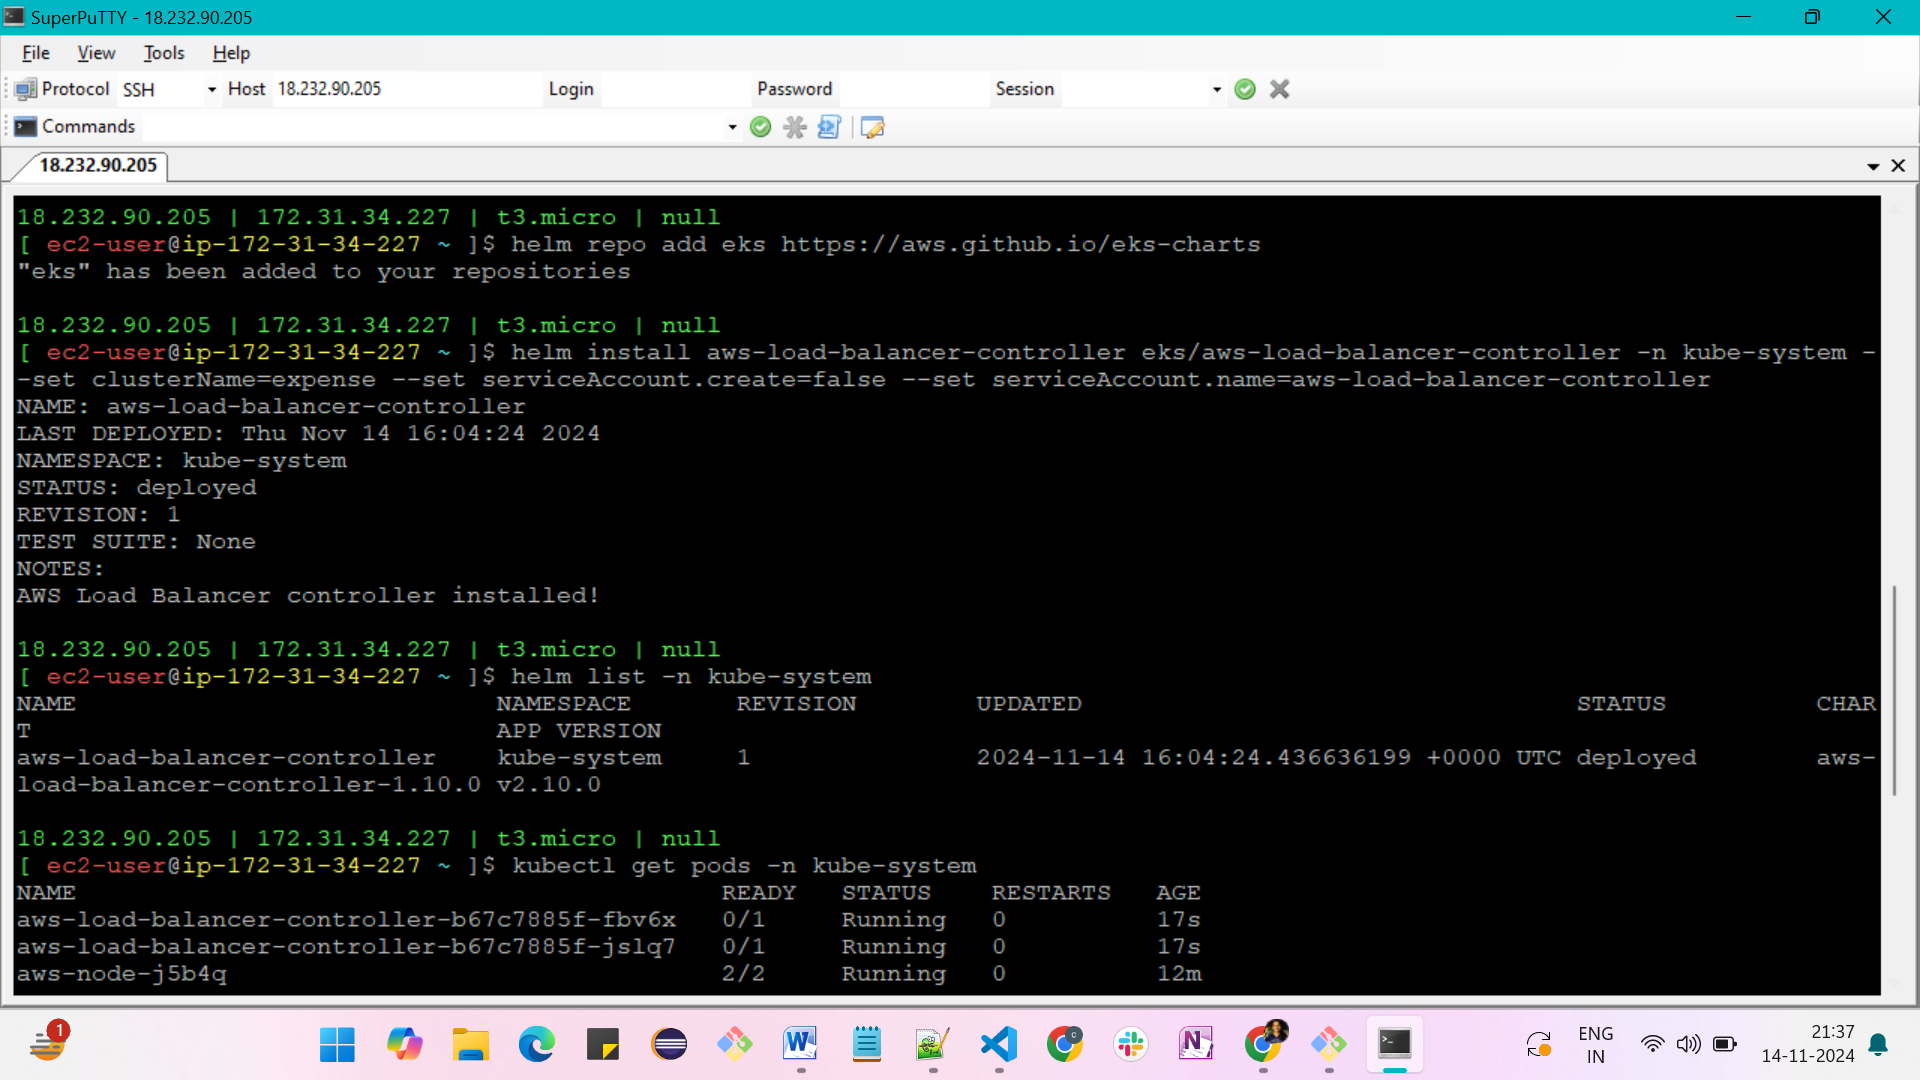 SuperPuTTY - 18.232.90.205
File View Tools Help
Protocol SSH Host 18.232.90.205 Login Password Session
Commands
18.232.90.205
18.232.90.205 | 172.31.34.227 | t3.micro | null
[ ec2-user@ip-172-31-34-227 ~ ]$ helm repo add eks https://aws.github.io/eks-charts
"eks" has been added to your repositories
18.232.90.205 | 172.31.34.227 | t3.micro | null
[ ec2-user@ip-172-31-34-227 ~ ]$ helm install aws-load-balancer-controller eks/aws-load-balancer-controller -n kube-system -
-set clusterName=expense --set serviceAccount.create=false --set serviceAccount.name=aws-load-balancer-controller
NAME: aws-load-balancer-controller
LAST DEPLOYED: Thu Nov 14 16:04:24 2024
NAMESPACE: kube-system
STATUS: deployed
REVISION: 1
TEST SUITE: None
NOTES:
AWS Load Balancer controller installed!
18.232.90.205 | 172.31.34.227 | t3.micro | null
[ ec2-user@ip-172-31-34-227 ~ ]$ helm list -n kube-system
NAME NAMESPACE REVISION UPDATED STATUS CHAR
T APP VERSION
aws-load-balancer-controller kube-system 1 2024-11-14 16:04:24.436636199 +0000 UTC deployed aws-
load-balancer-controller-1.10.0 v2.10.0
18.232.90.205 | 172.31.34.227 | t3.micro | null
[ ec2-user@ip-172-31-34-227 ~ ]$ kubectl get pods -n kube-system
NAME READY STATUS RESTARTS AGE
aws-load-balancer-controller-b67c7885f-fbv6x 0/1 Running 0 17s
aws-load-balancer-controller-b67c7885f-jslq7 0/1 Running 0 17s
aws-node-j5b4q 2/2 Running 0 12m
1
W
N
C
ENG
IN
21:37
14-11-2024